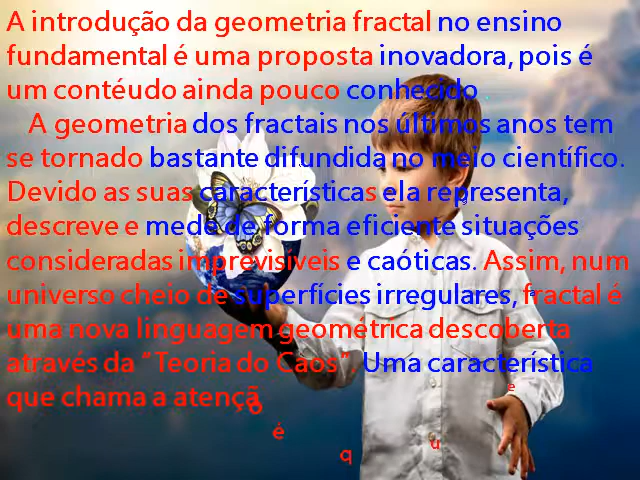 A introdução da geometria fractal no ensino
fundamental é uma proposta inovadora, pois é
um contéudo ainda pouco conhecido .
A geometria dos fractais nos últimos anos tem
se tornado bastante difundida no meio científico.
Devido as suas características ela representa,
descreve e mede de forma eficiente situações
consideradas imprevisíveis e caóticas. Assim, num
universo cheio de superfícies irregulares, fractal é
uma nova linguagem geométrica descoberta
através da "Teoria do Caos". Uma característica
que chama a atenção
é
q u e